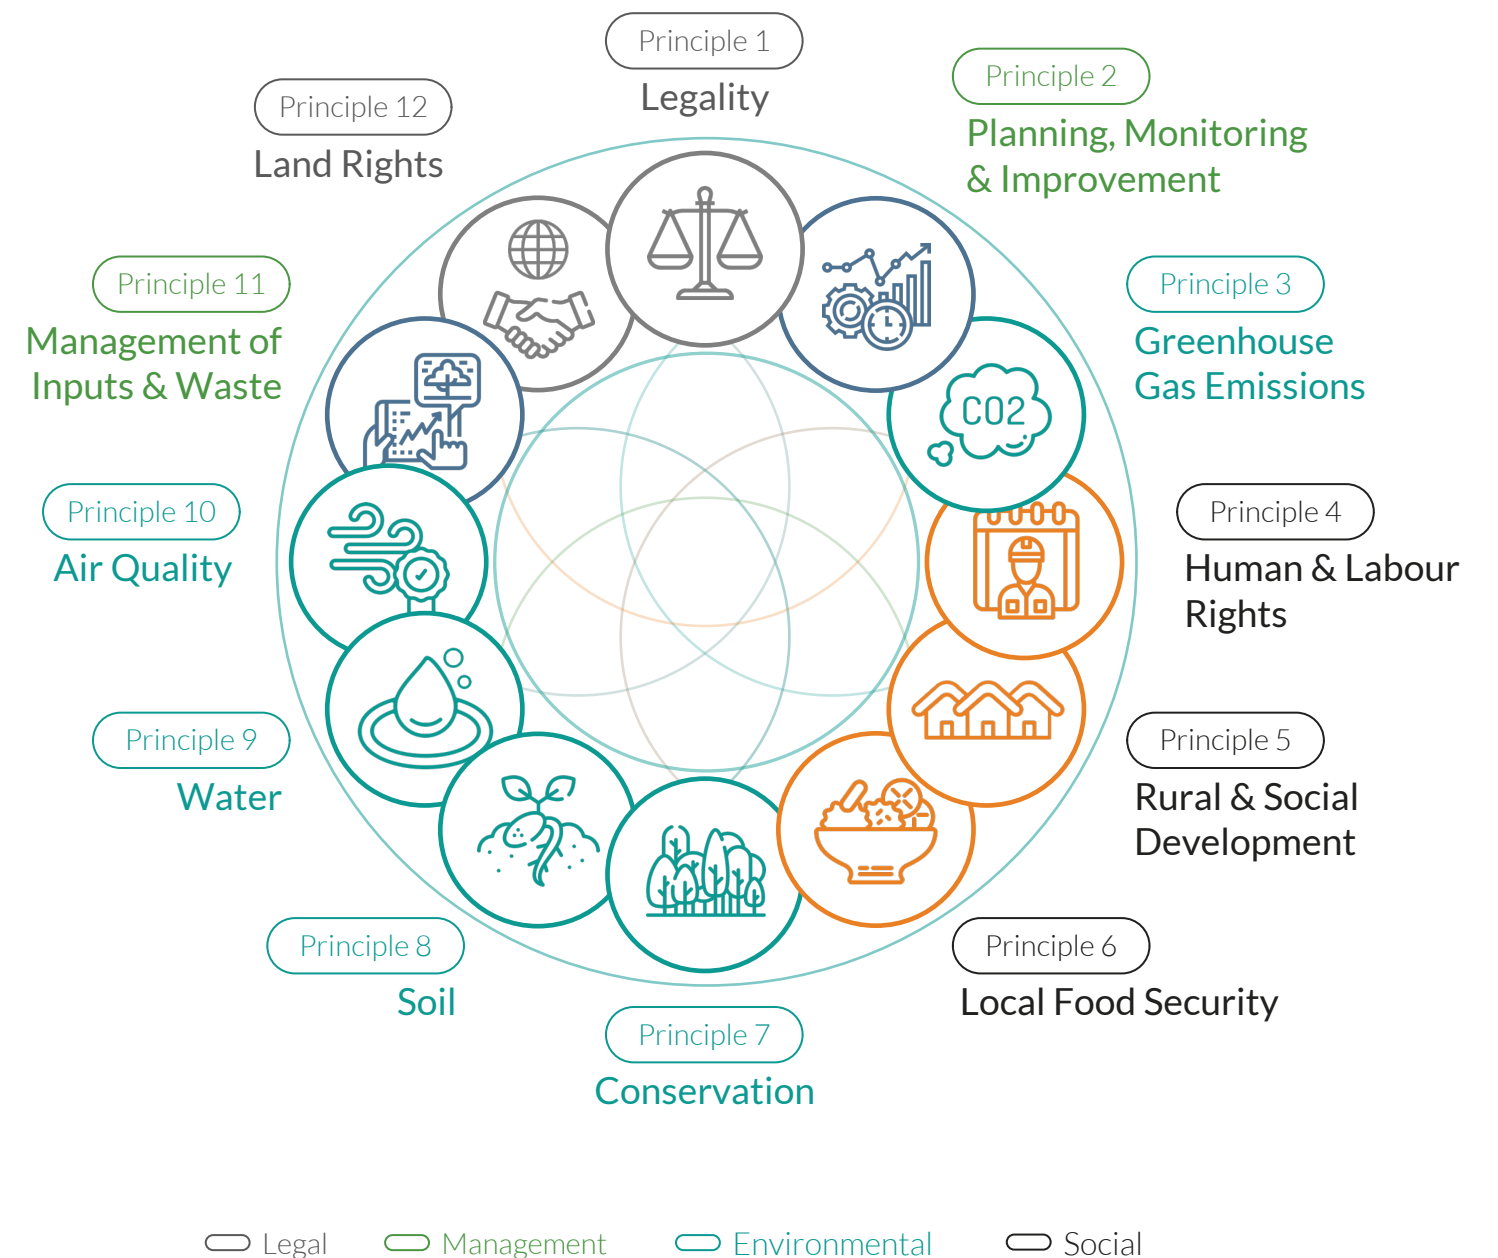 Principle 1
Legality
Principle 2
Planning, Monitoring
& Improvement
Principle 3
Greenhouse
Gas Emissions
CO2
Principle 4
Human & Labour
Rights
Principle 5
Rural & Social
Development
Principle 6
Local Food Security
Principle 7
Conservation
Principle 8
Soil
Principle 9
Water
Principle 10
Air Quality
Principle 11
Management of
Inputs & Waste
Principle 12
Land Rights
Legal
Management
Environmental
Social